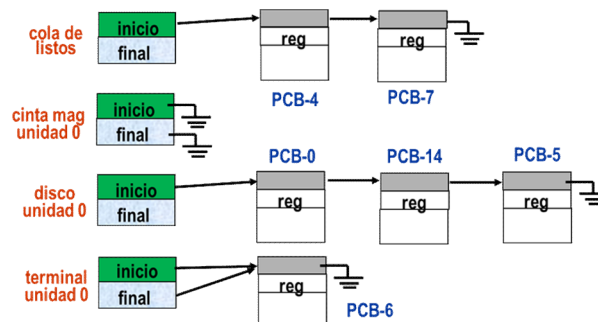 cola de
listos
inicio
final
reg
reg
PCB-4
PCB-7
cinta mag
unidad 0
inicio
final
PCB-0
PCB-14
PCB-5
disco
unidad 0
inicio
final
reg
reg
reg
terminal
unidad 0
inicio
final
reg
PCB-6